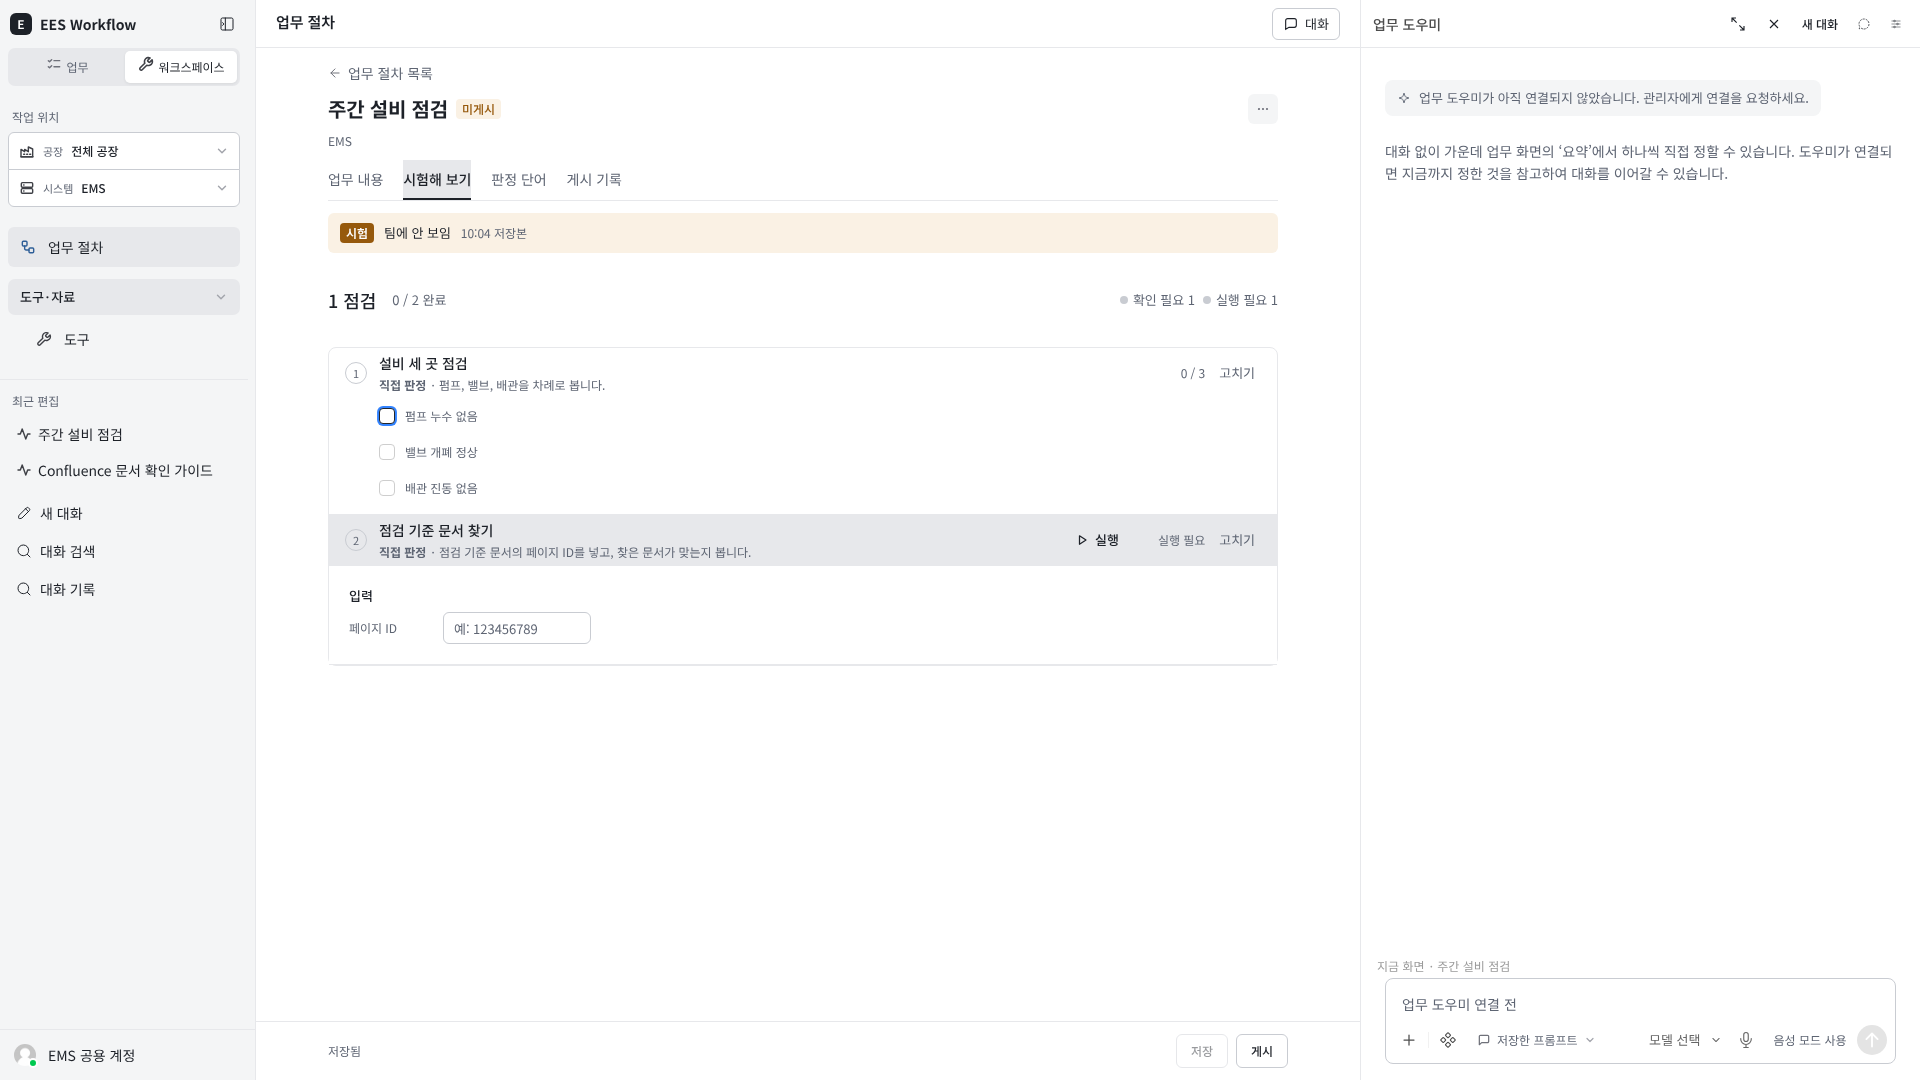 E EES Workflow
업무
워크스페이스
작업 위치
공장 전체 공장
시스템 EMS
업무 절차
도구·자료
도구
최근 편집
주간 설비 점검
Confluence 문서 확인 가이드
새 대화
대화 검색
대화 기록
EMS 공용 계정
업무 절차
대화
업무 절차 목록
주간 설비 점검 미게시
EMS
업무 내용 시험해 보기 판정 단어 게시 기록
시험 팀에 안 보임 10:04 저장본
1 점검 0 / 2 완료
확인 필요 1 실행 필요 1
1 설비 세 곳 점검
직접 판정 · 펌프, 밸브, 배관을 차례로 봅니다.
0 / 3 고치기
펌프 누수 없음
밸브 개폐 정상
배관 진동 없음
2 점검 기준 문서 찾기
직접 판정 · 점검 기준 문서의 페이지 ID를 넣고, 찾은 문서가 맞는지 봅니다.
실행 실행 필요 고치기
입력
페이지 ID 예: 123456789
저장됨
저장 게시
업무 도우미
새 대화
업무 도우미가 아직 연결되지 않았습니다. 관리자에게 연결을 요청하세요.
대화 없이 가운데 업무 화면의 ‘요약’에서 하나씩 직접 정할 수 있습니다. 도우미가 연결되
면 지금까지 정한 것을 참고하여 대화를 이어갈 수 있습니다.
지금 화면 · 주간 설비 점검
업무 도우미 연결 전
저장한 프롬프트 모델 선택 음성 모드 사용